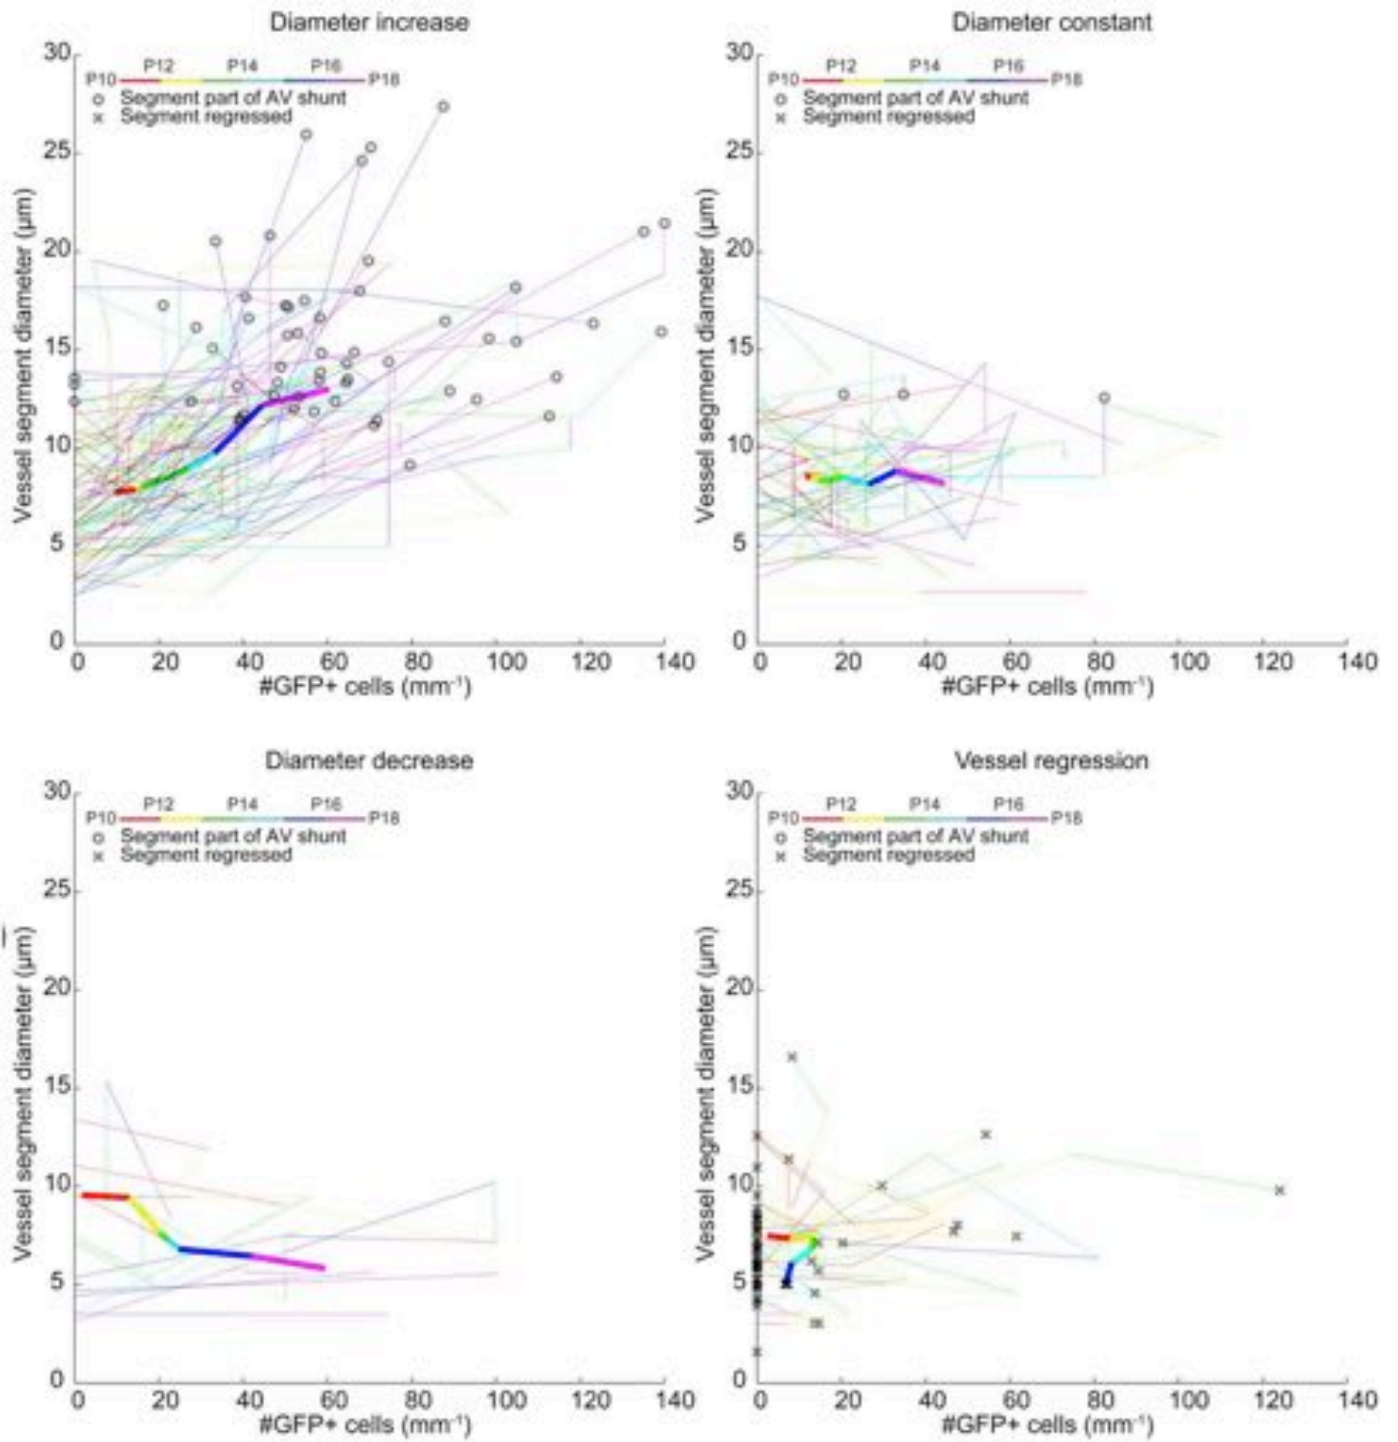 Diameter increase
30
25
20
15
10
5
0
Vessel segment diameter (μm)
P10 P12 P14 P16 P18
Segment part of AV shunt
Segment regressed
0 20 40 60 80 100 120 140
#GFP+ cells (mm⁻¹)
Diameter constant
30
25
20
15
10
5
0
Vessel segment diameter (μm)
P10 P12 P14 P16 P18
Segment part of AV shunt
Segment regressed
0 20 40 60 80 100 120 140
#GFP+ cells (mm⁻¹)
Diameter decrease
30
25
20
15
10
5
0
Vessel segment diameter (μm)
P10 P12 P14 P16 P18
Segment part of AV shunt
Segment regressed
0 20 40 60 80 100 120 140
#GFP+ cells (mm⁻¹)
Vessel regression
30
25
20
15
10
5
0
Vessel segment diameter (μm)
P10 P12 P14 P16 P18
Segment part of AV shunt
Segment regressed
0 20 40 60 80 100 120 140
#GFP+ cells (mm⁻¹)